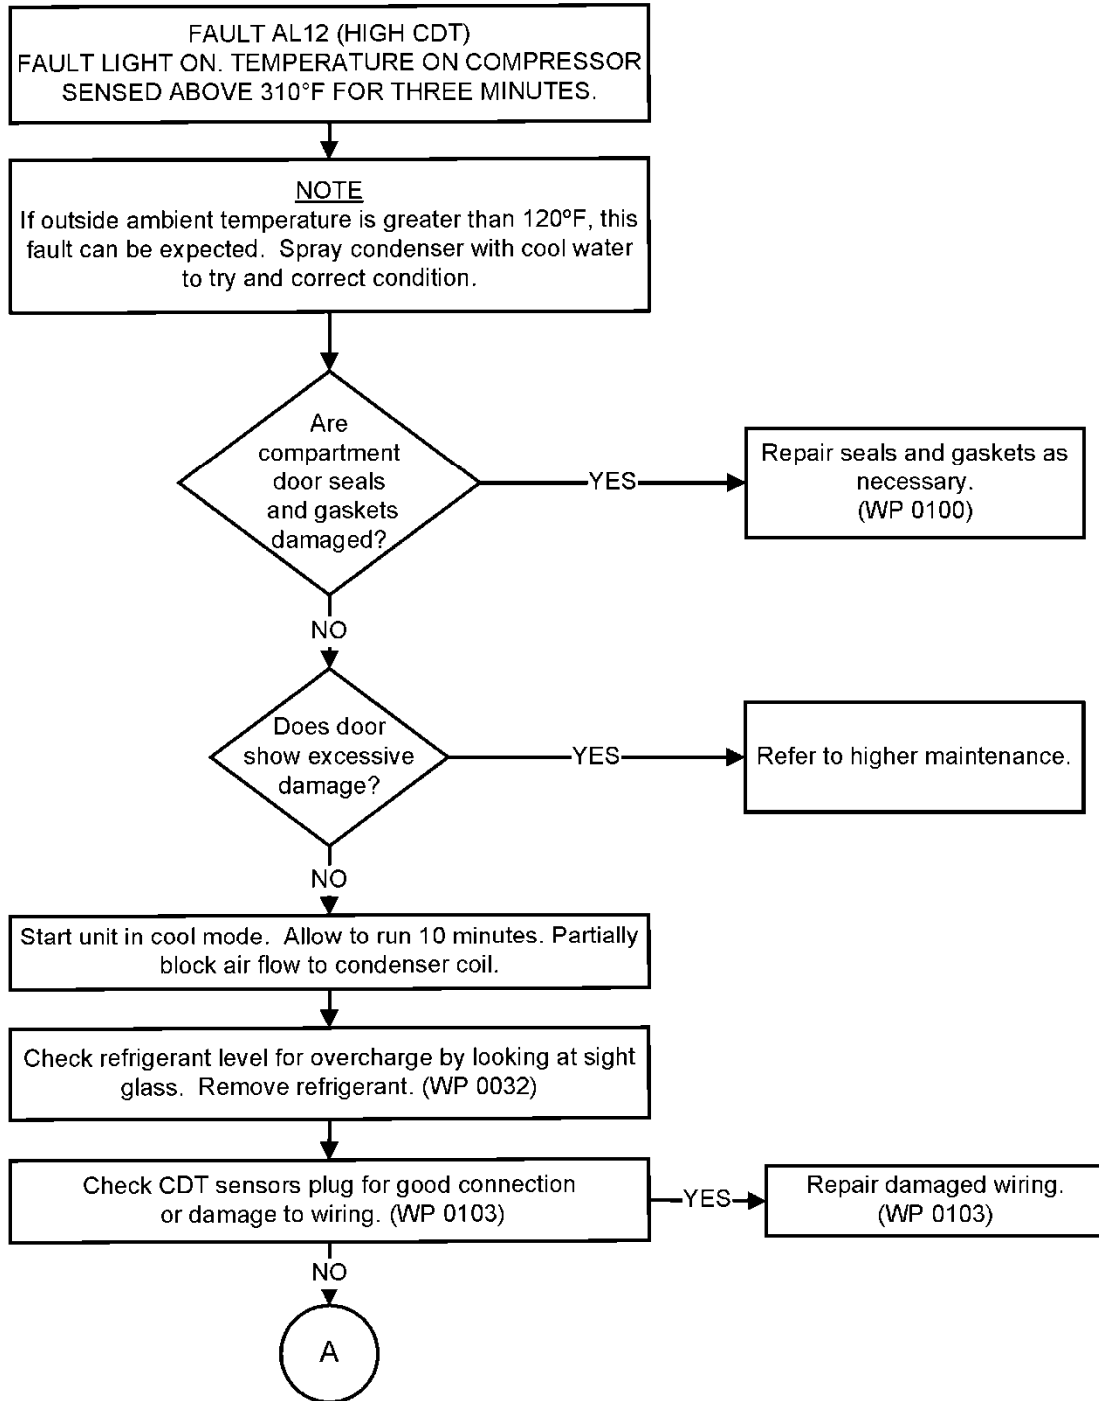 FAULT AL12 (HIGH CDT)
FAULT LIGHT ON. TEMPERATURE ON COMPRESSOR
SENSED ABOVE 310°F FOR THREE MINUTES.
NOTE
If outside ambient temperature is greater than 120ºF, this
fault can be expected. Spray condenser with cool water
to try and correct condition.
Are
compartment
door seals
and gaskets
damaged?
YES
Repair seals and gaskets as
necessary.
(WP 0100)
NO
Does door
show excessive
damage?
YES
Refer to higher maintenance.
NO
Start unit in cool mode. Allow to run 10 minutes. Partially
block air flow to condenser coil.
Check refrigerant level for overcharge by looking at sight
glass. Remove refrigerant. (WP 0032)
Check CDT sensors plug for good connection
or damage to wiring. (WP 0103)
YES
Repair damaged wiring.
(WP 0103)
NO
A